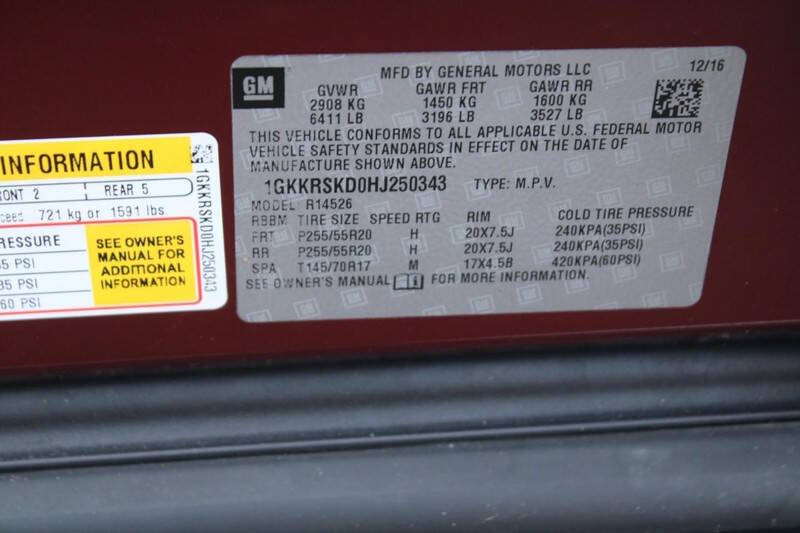 GM
MFD BY GENERAL MOTORS LLC 12/16
GVWR GAWR FRT GAWR RR
2908 KG 1450 KG 1600 KG
6411 LB 3196 LB 3527 LB
THIS VEHICLE CONFORMS TO ALL APPLICABLE U.S. FEDERAL MOTOR
VEHICLE SAFETY STANDARDS IN EFFECT ON THE DATE OF
MANUFACTURE SHOWN ABOVE.
1GKKRSKD0HJ250343 TYPE: M.P.V.
MODEL R14526
RBBM TIRE SIZE SPEED RTG RIM COLD TIRE PRESSURE
FRT P255/55R20 H 20X7.5J 240KPA(35PSI)
RR P255/55R20 H 20X7.5J 240KPA(35PSI)
SPA T145/70R17 M 17X4.5B 420KPA(60PSI)
SEE OWNER'S MANUAL FOR MORE INFORMATION
INFORMATION
RONT 2 REAR 5
ceed 721 kg or 1591 lbs
PRESSURE
35 PSI
35 PSI
60 PSI
SEE OWNER'S
MANUAL FOR
ADDITIONAL
INFORMATION
1GKKRSKD0HJ250343